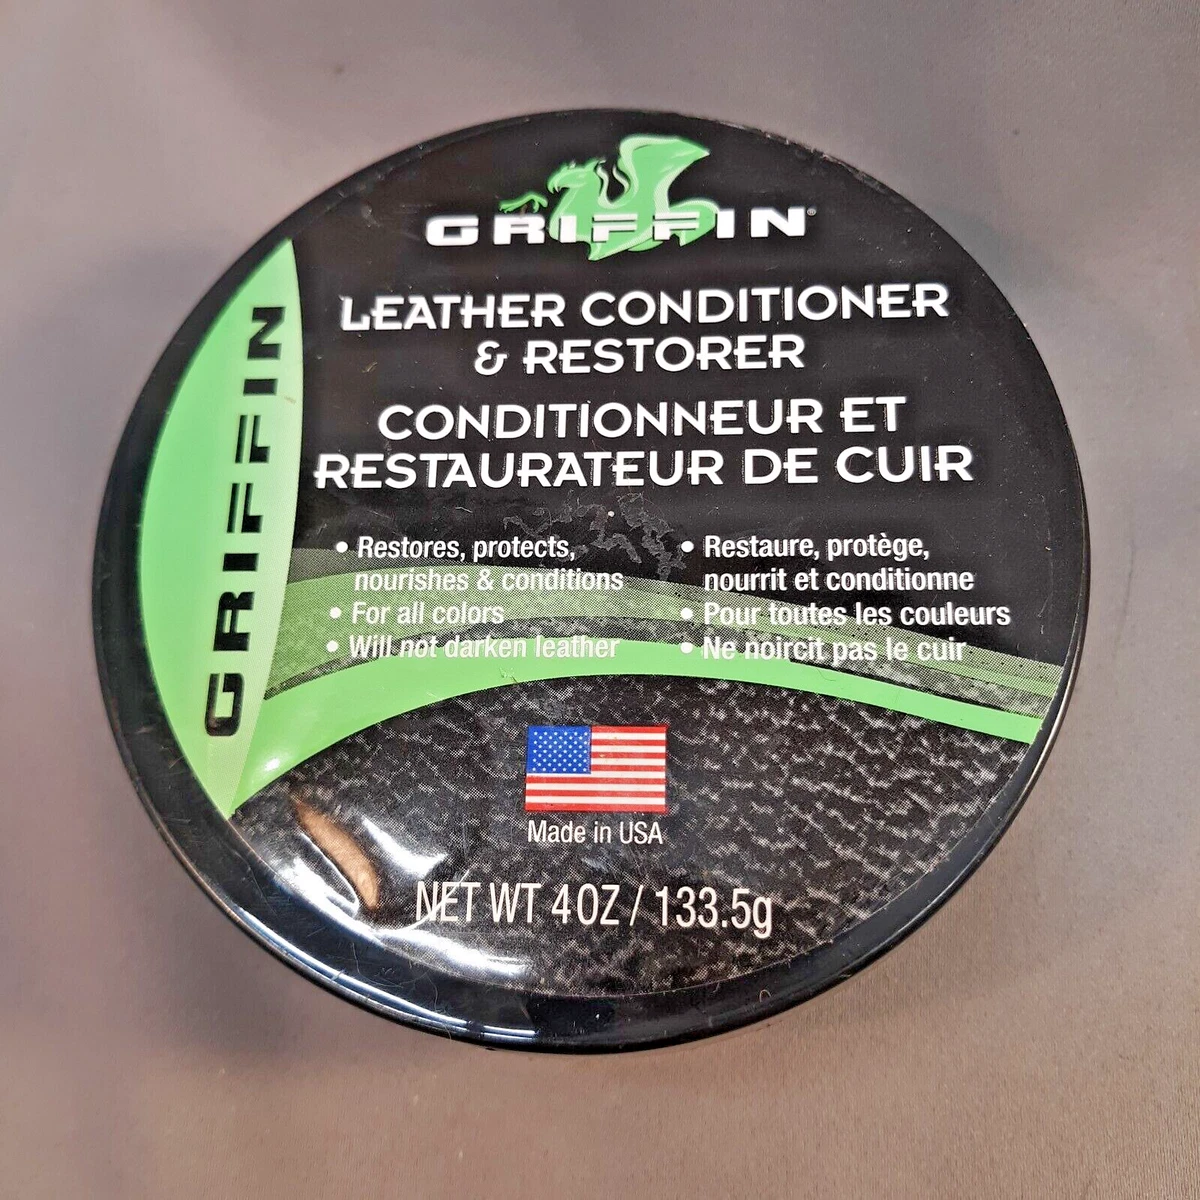 GRIFFIN®
GRIFFIN
LEATHER CONDITIONER
& RESTORER
CONDITIONNEUR ET
RESTAURATEUR DE CUIR
• Restores, protects,
nourishes & conditions
• For all colors
• Will not darken leather
• Restaure, protège,
nourrit et conditionne
• Pour toutes les couleurs
• Ne noircit pas le cuir
Made in USA
NET WT 4OZ / 133.5g